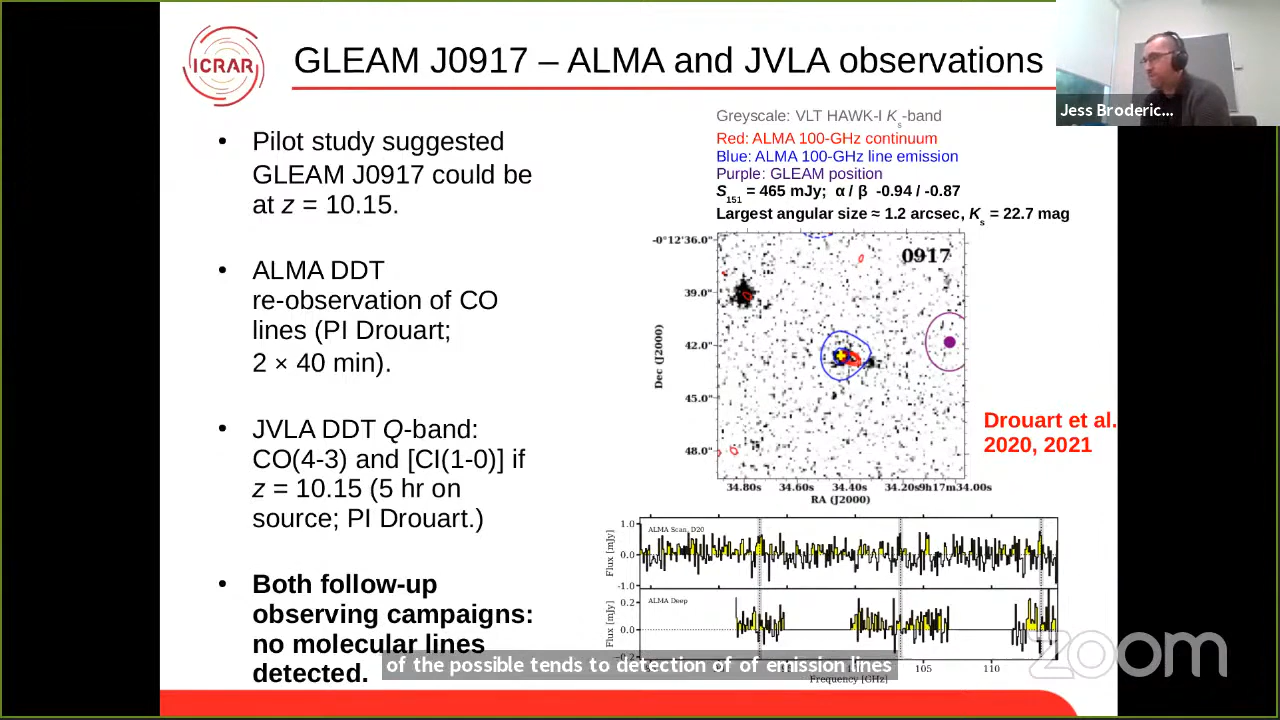 ICRAR
GLEAM J0917 – ALMA and JVLA observations
Jess Broderic...
• Pilot study suggested
GLEAM J0917 could be
at z = 10.15.
• ALMA DDT
re-observation of CO
lines (PI Drouart;
2 × 40 min).
• JVLA DDT Q-band:
CO(4-3) and [CI(1-0)] if
z = 10.15 (5 hr on
source; PI Drouart.)
• Both follow-up
observing campaigns:
no molecular lines
detected.
Greyscale: VLT HAWK-I Ks-band
Red: ALMA 100-GHz continuum
Blue: ALMA 100-GHz line emission
Purple: GLEAM position
S151 = 465 mJy; α / β -0.94 / -0.87
Largest angular size ≈ 1.2 arcsec, Ks = 22.7 mag
0917
-0°12'36.0"
39.0"
42.0"
45.0"
48.0"
Dec (J2000)
34.80s 34.60s 34.40s 34.20s 9h17m34.00s
RA (J2000)
Drouart et al.
2020, 2021
ALMA Scan, D20
1.0
0.0
-1.0
Flux [mJy]
ALMA Deep
0.2
0.0
-0.2
Flux [mJy]
105 110
Frequency [GHz]
of the possible tends to detection of of emission lines
zoom